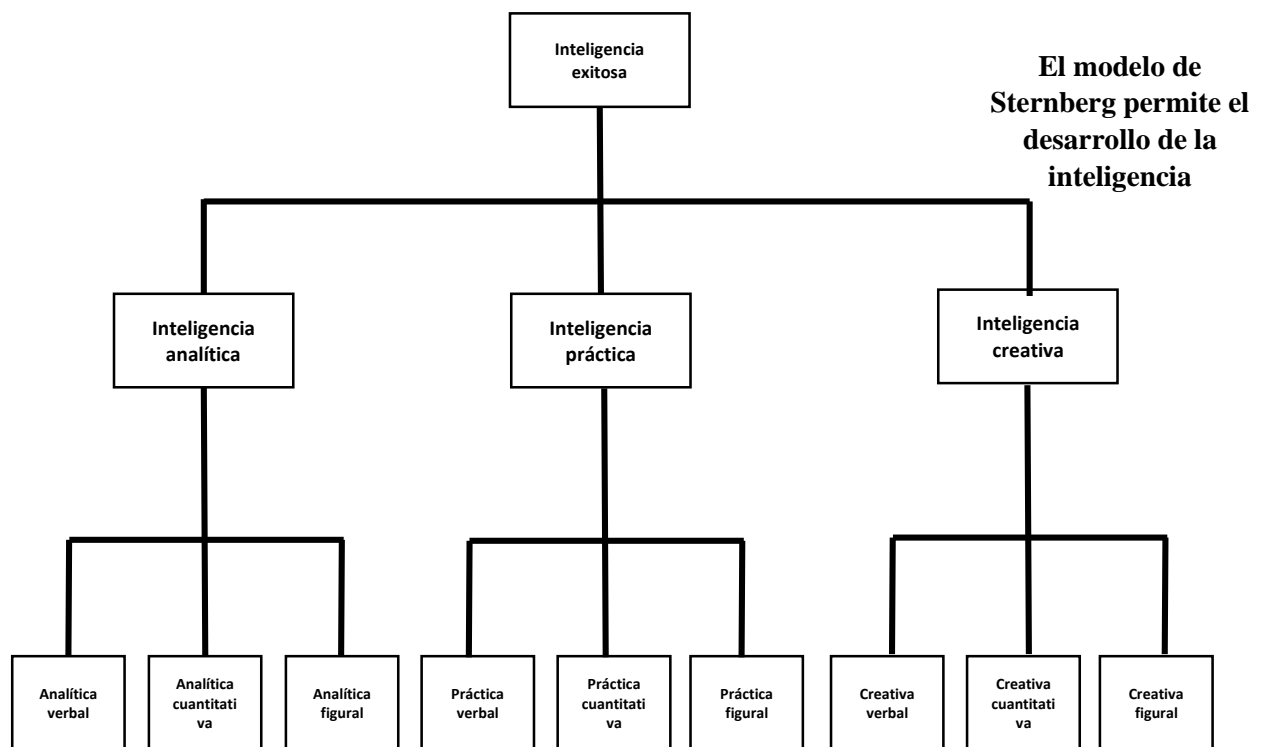 Inteligencia
exitosa
El modelo de
Sternberg permite el
desarrollo de la
inteligencia
Inteligencia
analítica
Inteligencia
práctica
Inteligencia
creativa
Analítica
verbal
Analítica
cuantitati
va
Analítica
figural
Práctica
verbal
Práctica
cuantitati
va
Práctica
figural
Creativa
verbal
Creativa
cuantitati
va
Creativa
figural